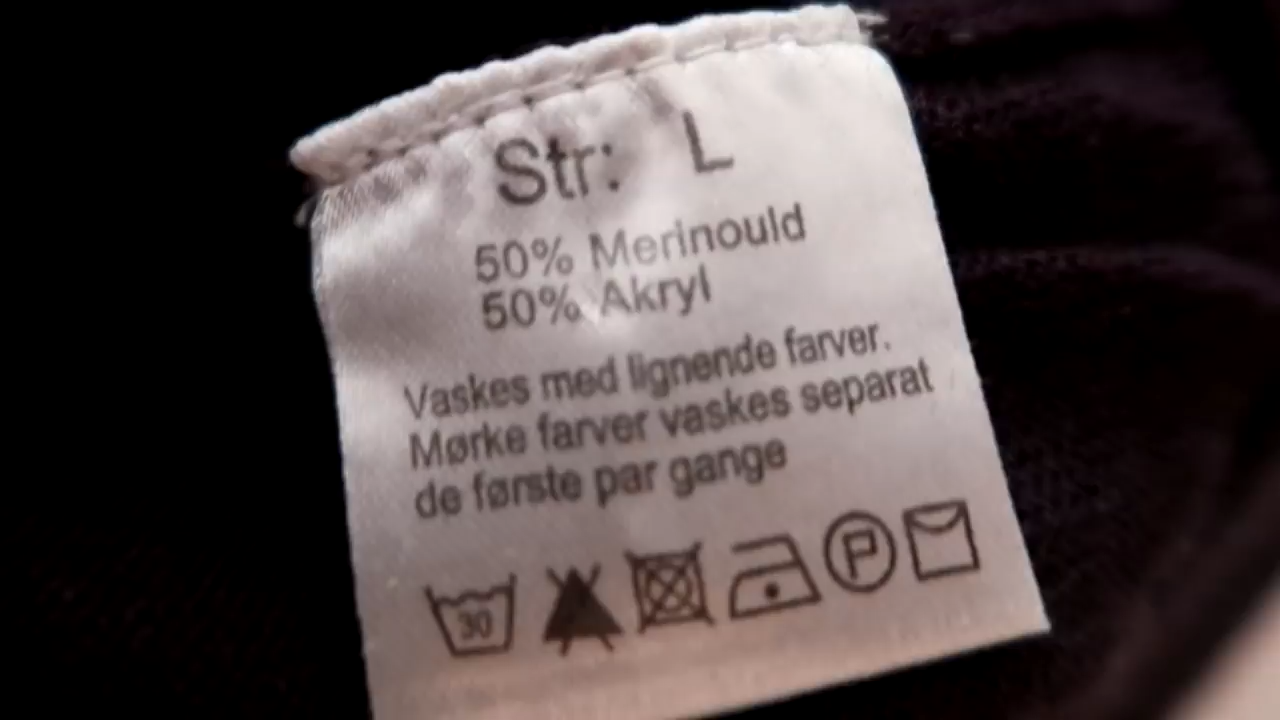 Str: L
50% Merinould
50% Akryl
Vaskes med lignende farver.
Mørke farver vaskes separat
de første par gange
30 P